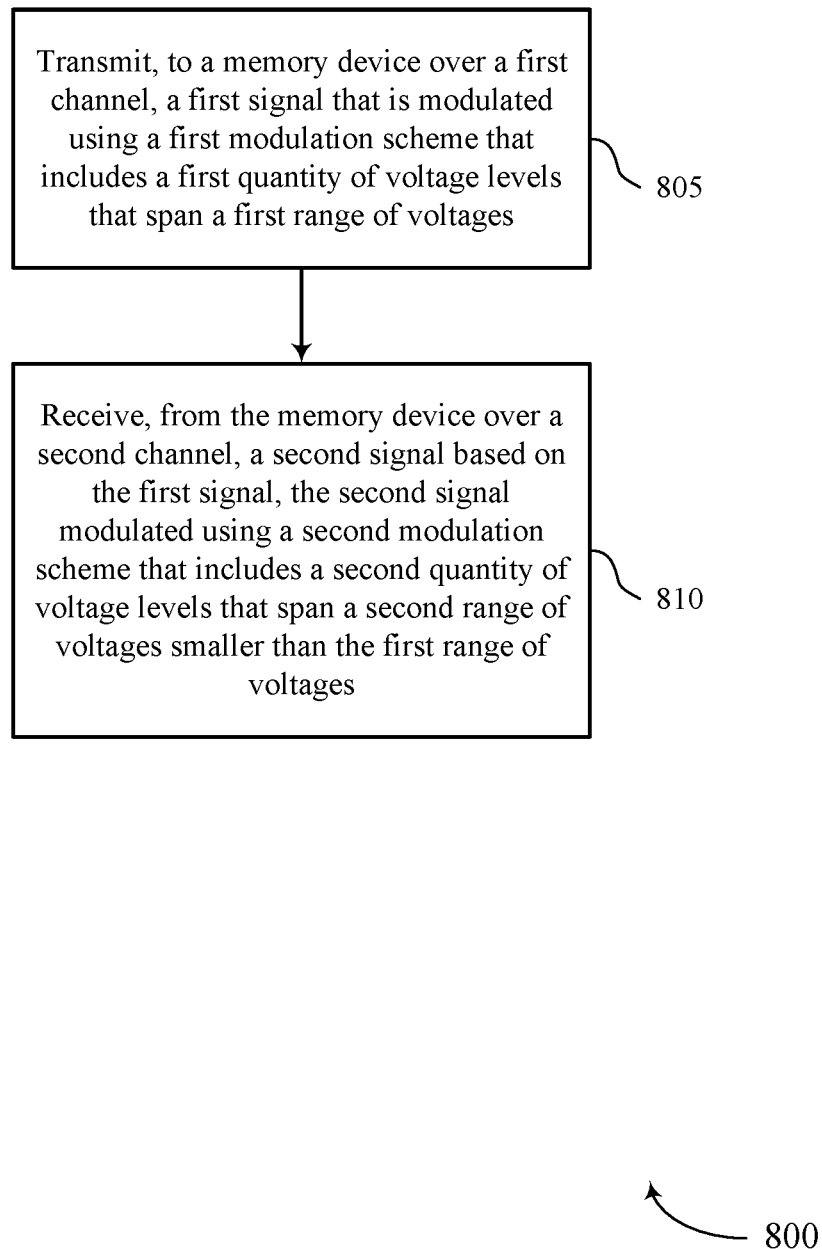 Transmit, to a memory device over a first
channel, a first signal that is modulated
using a first modulation scheme that
includes a first quantity of voltage levels
that span a first range of voltages
805
Receive, from the memory device over a
second channel, a second signal based on
the first signal, the second signal
modulated using a second modulation
scheme that includes a second quantity of
voltage levels that span a second range of
voltages smaller than the first range of
voltages
810
800